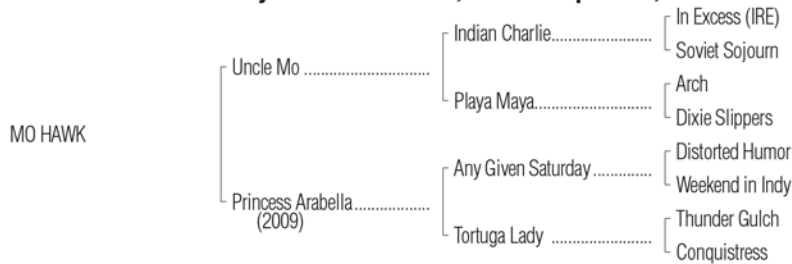 In Excess (IRE)
Indian Charlie..........................
Soviet Sojourn
Uncle Mo ................................
Arch
Playa Maya..............................
Dixie Slippers
MO HAWK
Distorted Humor
Any Given Saturday ...............
Weekend in Indy
Princess Arabella...................
(2009)
Thunder Gulch
Tortuga Lady ..........................
Conquistress